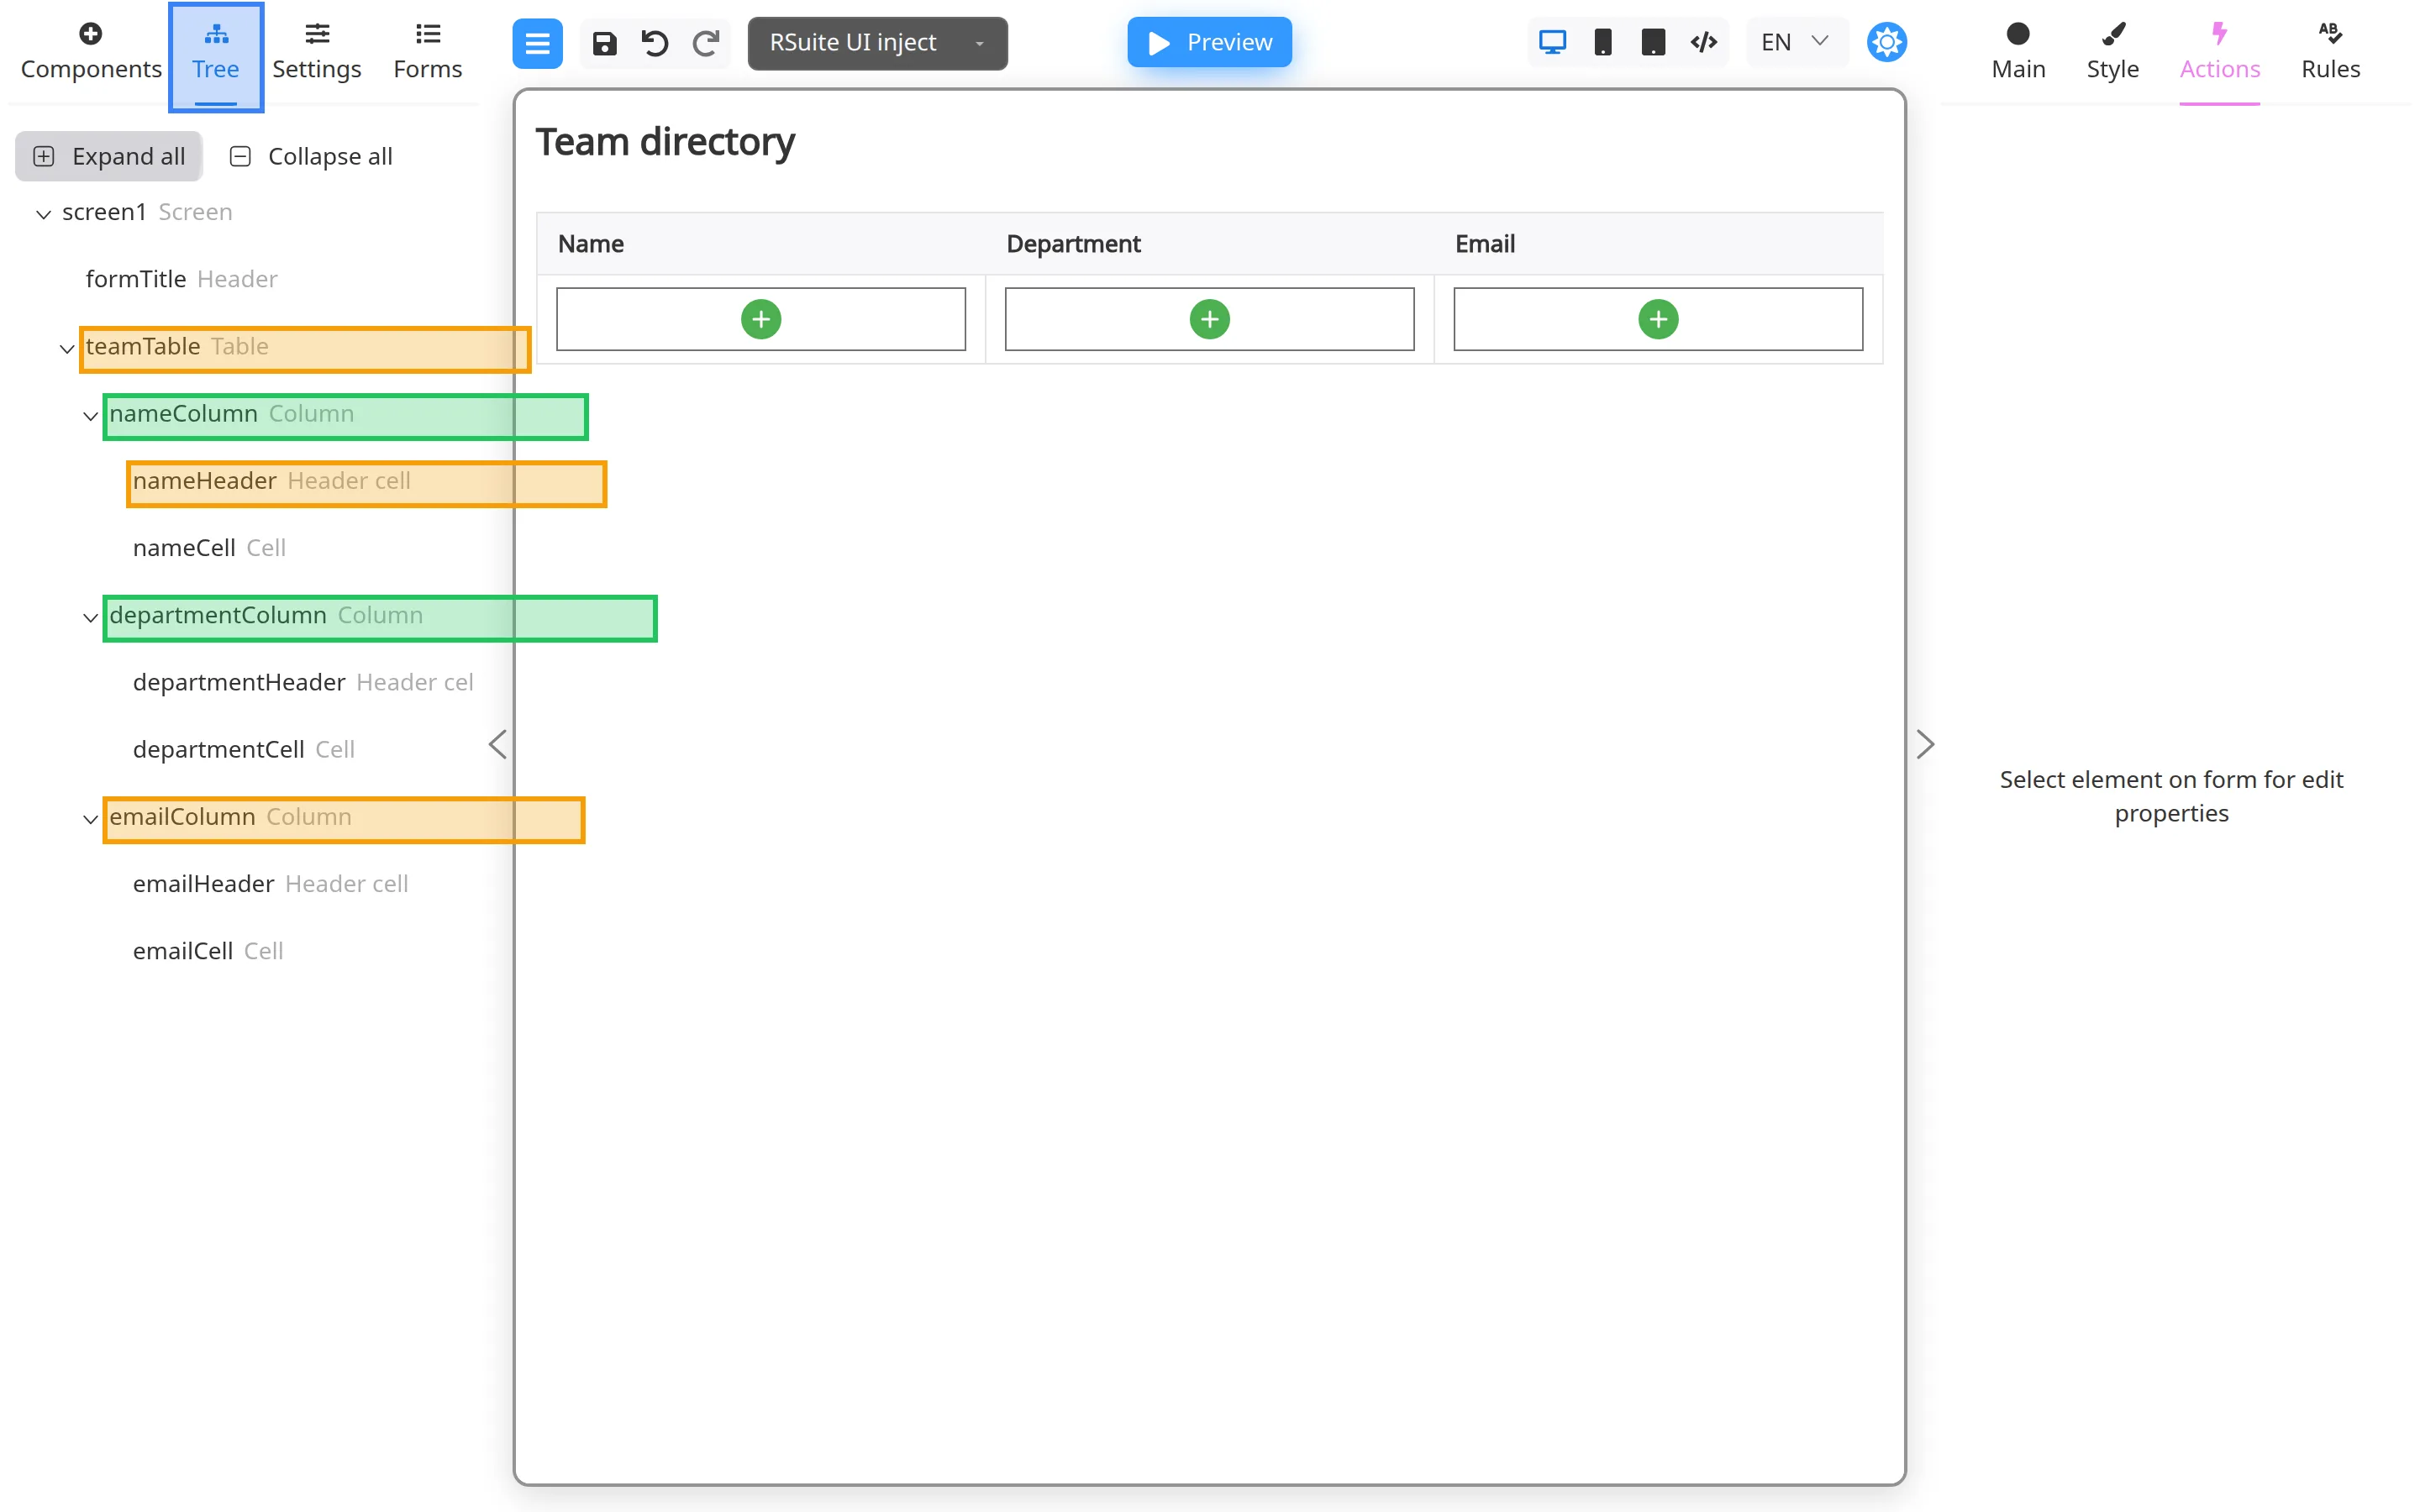 Components
Tree
Settings
Forms
RSuite UI inject
Preview
EN
Main
Style
Actions
Rules
Expand all
Collapse all
screen1 Screen
formTitle Header
teamTable Table
nameColumn Column
nameHeader Header cell
nameCell Cell
departmentColumn Column
departmentHeader Header cel
departmentCell Cell
emailColumn Column
emailHeader Header cell
emailCell Cell
Team directory
Name
Department
Email
Select element on form for edit
properties